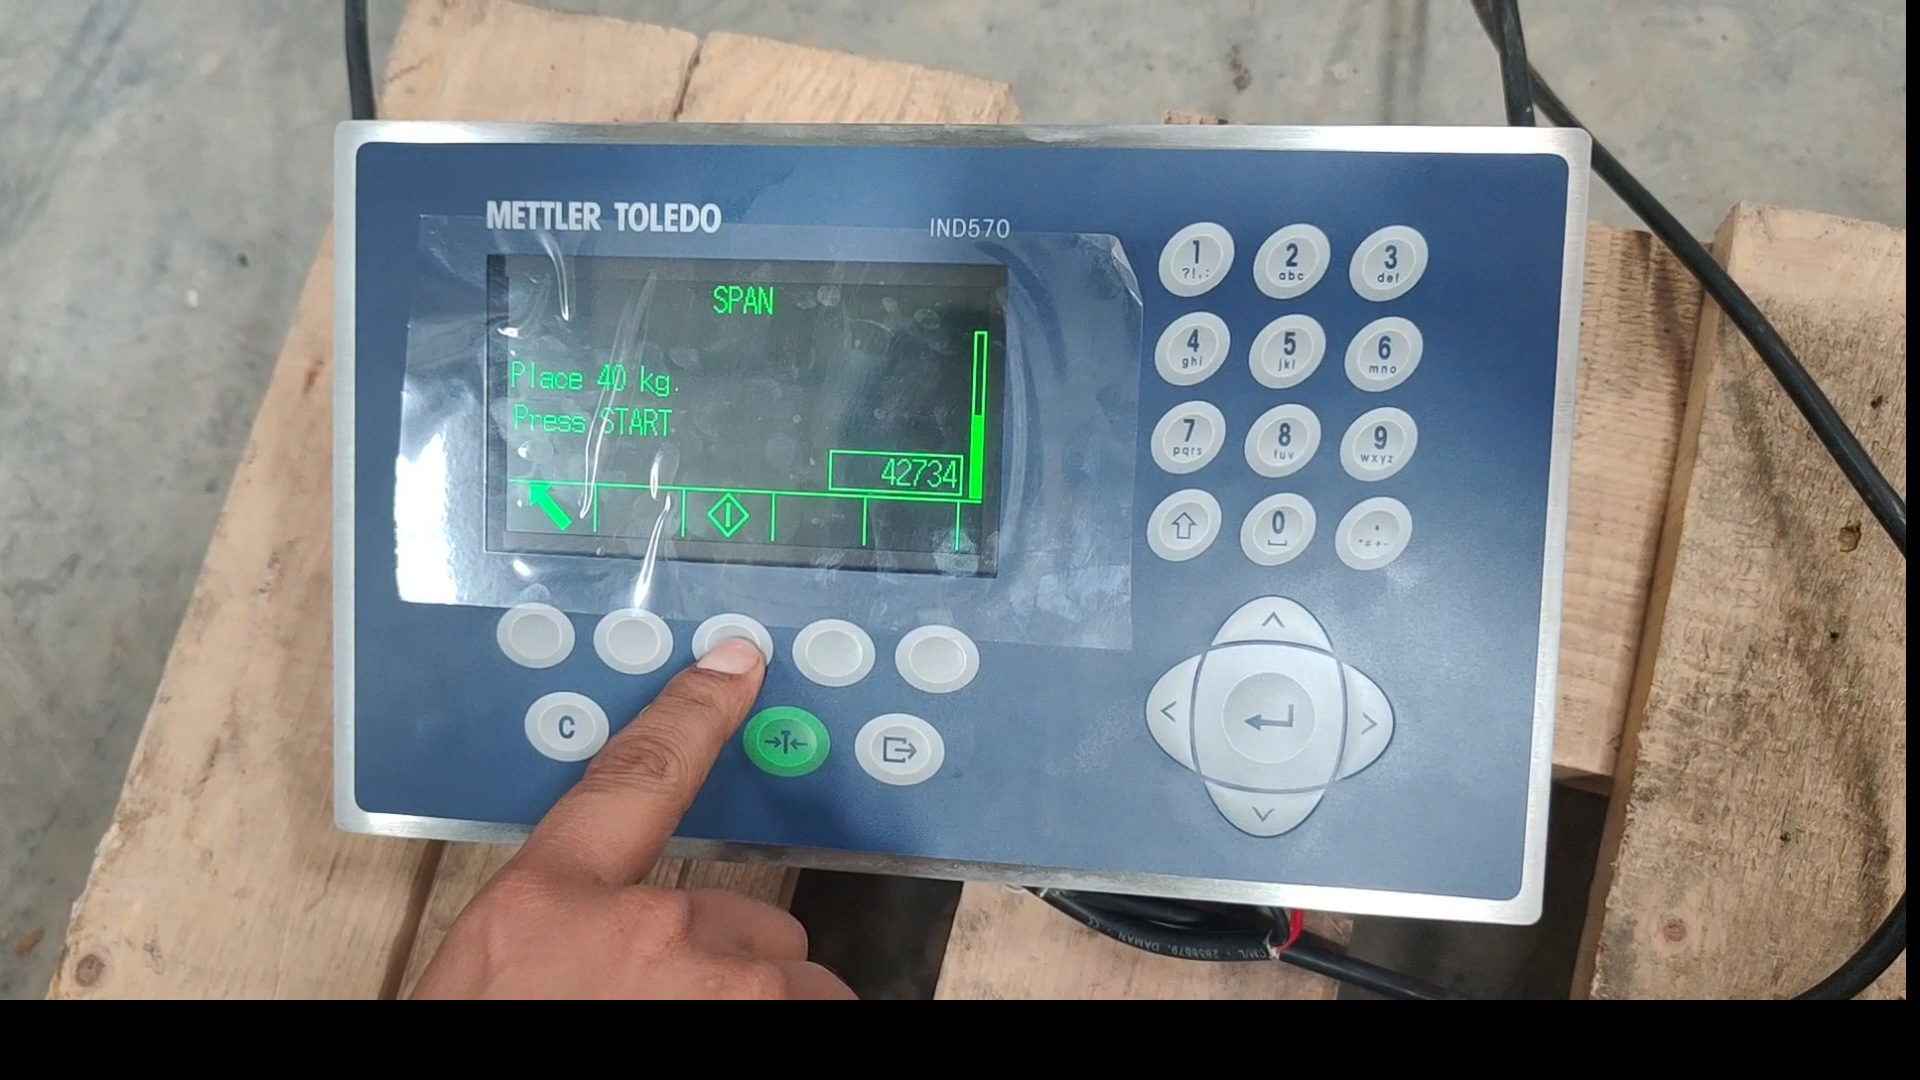 METTLER TOLEDO
IND570
SPAN
Place 40 kg.
Press START
42734
1 ?!,:
2 abc
3 def
4 ghi
5 jkl
6 mno
7 pqrs
8 tuv
9 wxyz
0
. *#+-
C
DAMAN